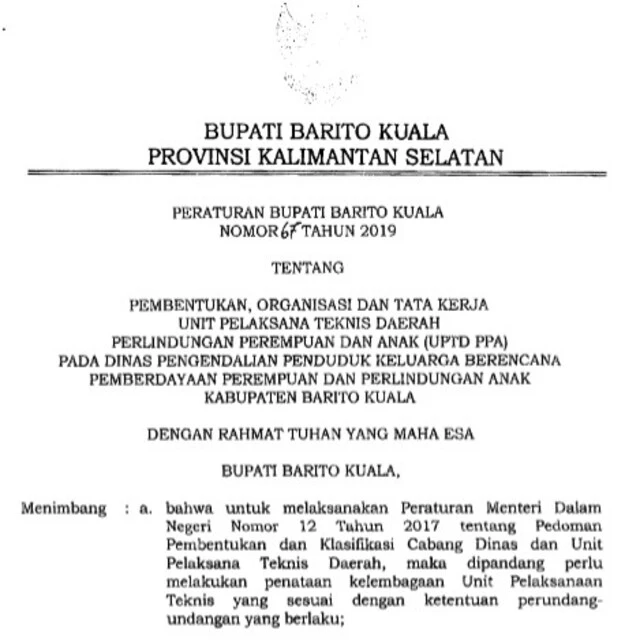 BUPATI BARITO KUALA
PROVINSI KALIMANTAN SELATAN
PERATURAN BUPATI BARITO KUALA
NOMOR 65 TAHUN 2019
TENTANG
PEMBENTUKAN, ORGANISASI DAN TATA KERJA
UNIT PELAKSANA TEKNIS DAERAH
PERLINDUNGAN PEREMPUAN DAN ANAK (UPTD PPA)
PADA DINAS PENGENDALIAN PENDUDUK KELUARGA BERENCANA
PEMBERDAYAAN PEREMPUAN DAN PERLINDUNGAN ANAK
KABUPATEN BARITO KUALA
DENGAN RAHMAT TUHAN YANG MAHA ESA
BUPATI BARITO KUALA,
Menimbang : a. bahwa untuk melaksanakan Peraturan Menteri Dalam
Negeri Nomor 12 Tahun 2017 tentang Pedoman
Pembentukan dan Klasifikasi Cabang Dinas dan Unit
Pelaksana Teknis Daerah, maka dipandang perlu
melakukan penataan kelembagaan Unit Pelaksanaan
Teknis yang sesuai dengan ketentuan perundang-
undangan yang berlaku;